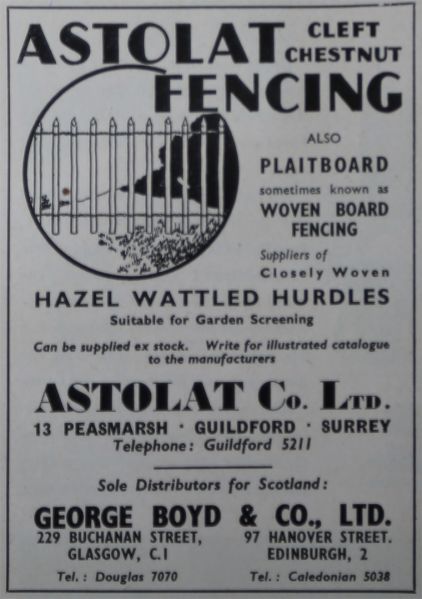 ASTOLAT CLEFT
CHESTNUT
FENCING
ALSO
PLAITBOARD
sometimes known as
WOVEN BOARD
FENCING
Suppliers of
Closely Woven
HAZEL WATTLED HURDLES
Suitable for Garden Screening
Can be supplied ex stock. Write for illustrated catalogue
to the manufacturers
ASTOLAT Co. LTD.
13 PEASMARSH · GUILDFORD · SURREY
Telephone: Guildford 5211
Sole Distributors for Scotland:
GEORGE BOYD & CO., LTD.
229 BUCHANAN STREET, 97 HANOVER STREET.
GLASGOW, C.1 EDINBURGH, 2
Tel.: Douglas 7070 Tel.: Caledonian 5038